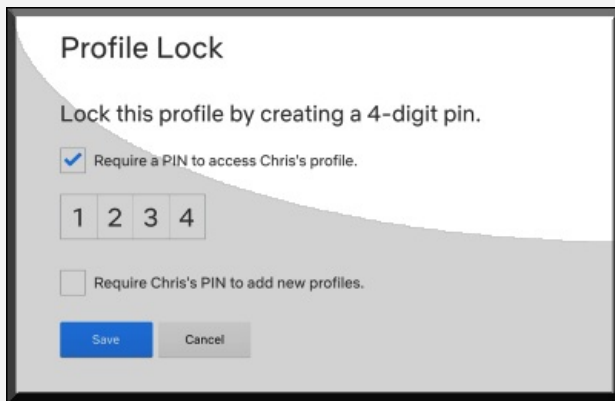 Profile Lock
Lock this profile by creating a 4-digit pin.
Require a PIN to access Chris's profile.
1 2 3 4
Require Chris's PIN to add new profiles.
Save Cancel